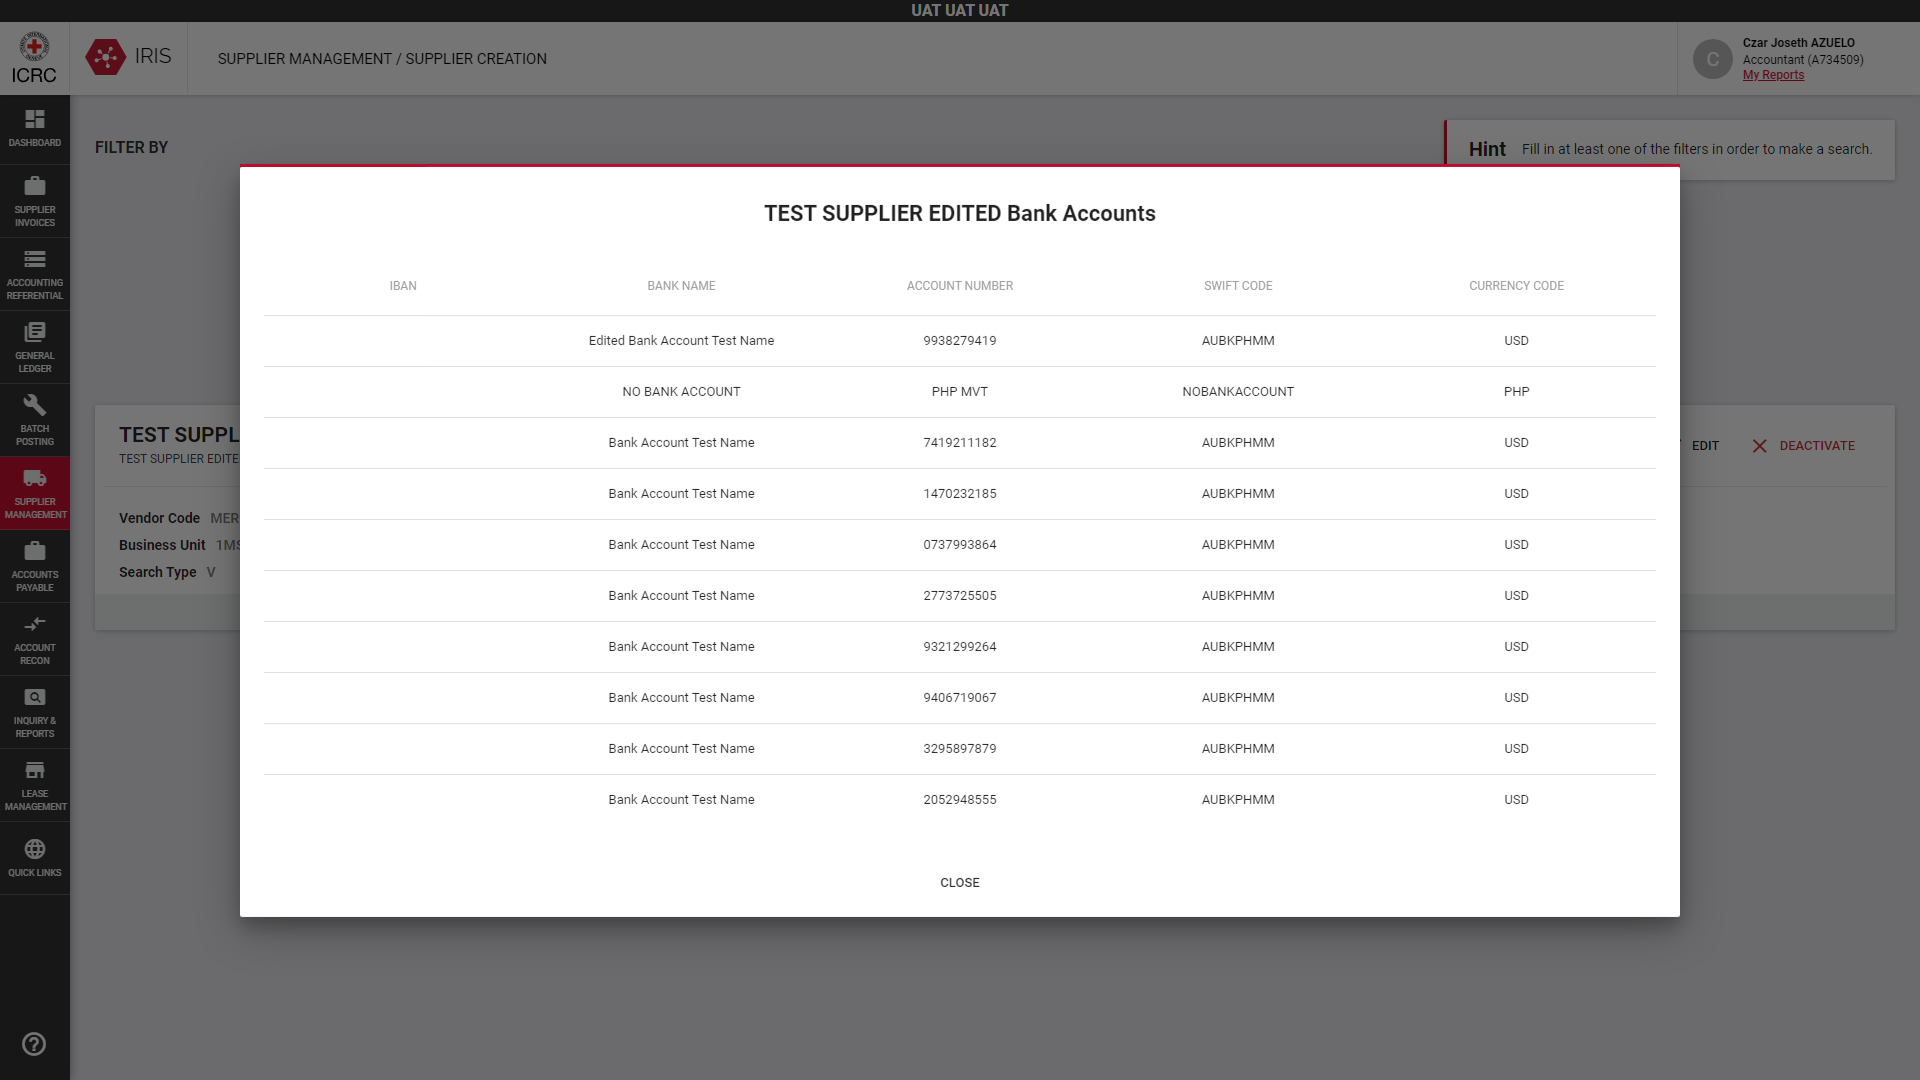 UAT UAT UAT
ICRC
IRIS
SUPPLIER MANAGEMENT / SUPPLIER CREATION
C
Czar Joseth AZUELO
Accountant (A734509)
My Reports
DASHBOARD
SUPPLIER
INVOICES
ACCOUNTING
REFERENTIAL
GENERAL
LEDGER
BATCH
POSTING
SUPPLIER
MANAGEMENT
ACCOUNTS
PAYABLE
ACCOUNT
RECON
INQUIRY &
REPORTS
LEASE
MANAGEMENT
QUICK LINKS
FILTER BY
Hint Fill in at least one of the filters in order to make a search.
TEST SUPPL
TEST SUPPLIER EDITE
EDIT DEACTIVATE
Vendor Code MER
Business Unit 1MS
Search Type V
TEST SUPPLIER EDITED Bank Accounts
IBAN BANK NAME ACCOUNT NUMBER SWIFT CODE CURRENCY CODE
Edited Bank Account Test Name 9938279419 AUBKPHMM USD
NO BANK ACCOUNT PHP MVT NOBANKACCOUNT PHP
Bank Account Test Name 7419211182 AUBKPHMM USD
Bank Account Test Name 1470232185 AUBKPHMM USD
Bank Account Test Name 0737993864 AUBKPHMM USD
Bank Account Test Name 2773725505 AUBKPHMM USD
Bank Account Test Name 9321299264 AUBKPHMM USD
Bank Account Test Name 9406719067 AUBKPHMM USD
Bank Account Test Name 3295897879 AUBKPHMM USD
Bank Account Test Name 2052948555 AUBKPHMM USD
CLOSE